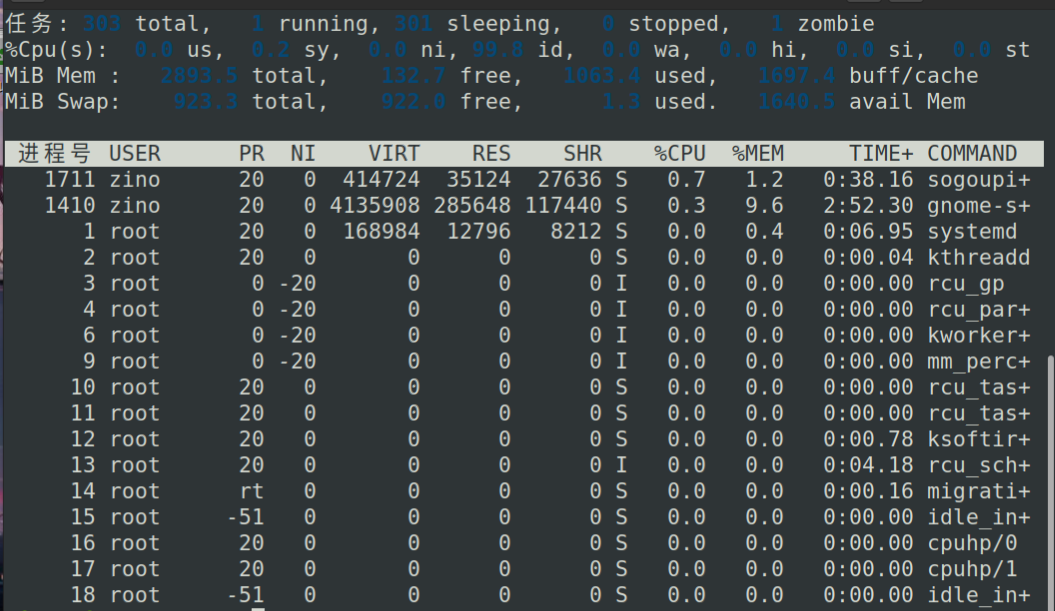 任务: 303 total,   1 running, 301 sleeping,   0 stopped,   1 zombie
%Cpu(s):  0.0 us,  0.2 sy,  0.0 ni, 99.8 id,  0.0 wa,  0.0 hi,  0.0 si,  0.0 st
MiB Mem :   2893.5 total,    132.7 free,   1063.4 used,   1697.4 buff/cache
MiB Swap:    923.3 total,    922.0 free,      1.3 used.   1640.5 avail Mem
进程号 USER      PR  NI    VIRT    RES    SHR    %CPU  %MEM     TIME+ COMMAND
1711 zino      20   0  414724  35124  27636 S   0.7   1.2   0:38.16 sogoupi+
1410 zino      20   0 4135908 285648 117440 S   0.3   9.6   2:52.30 gnome-s+
1 root      20   0  168984  12796   8212 S   0.0   0.4   0:06.95 systemd
2 root      20   0       0      0      0 S   0.0   0.0   0:00.04 kthreadd
3 root       0 -20       0      0      0 I   0.0   0.0   0:00.00 rcu_gp
4 root       0 -20       0      0      0 I   0.0   0.0   0:00.00 rcu_par+
6 root       0 -20       0      0      0 I   0.0   0.0   0:00.00 kworker+
9 root       0 -20       0      0      0 I   0.0   0.0   0:00.00 mm_perc+
10 root      20   0       0      0      0 S   0.0   0.0   0:00.00 rcu_tas+
11 root      20   0       0      0      0 S   0.0   0.0   0:00.00 rcu_tas+
12 root      20   0       0      0      0 S   0.0   0.0   0:00.78 ksoftir+
13 root      20   0       0      0      0 I   0.0   0.0   0:04.18 rcu_sch+
14 root      rt   0       0      0      0 S   0.0   0.0   0:00.16 migrati+
15 root     -51   0       0      0      0 S   0.0   0.0   0:00.00 idle_in+
16 root      20   0       0      0      0 S   0.0   0.0   0:00.00 cpuhp/0
17 root      20   0       0      0      0 S   0.0   0.0   0:00.00 cpuhp/1
18 root     -51   0       0      0      0 S   0.0   0.0   0:00.00 idle_in+